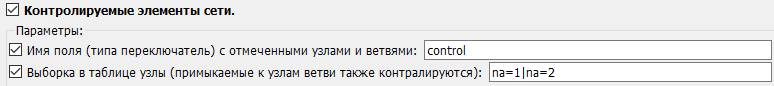 Контролируемые элементы сети.
Параметры:
Имя поля (типа переключатель) с отмеченными узлами и ветвями: control
Выборка в таблице узлы (примыкаемые к узлам ветви также контралируются): na=1|na=2